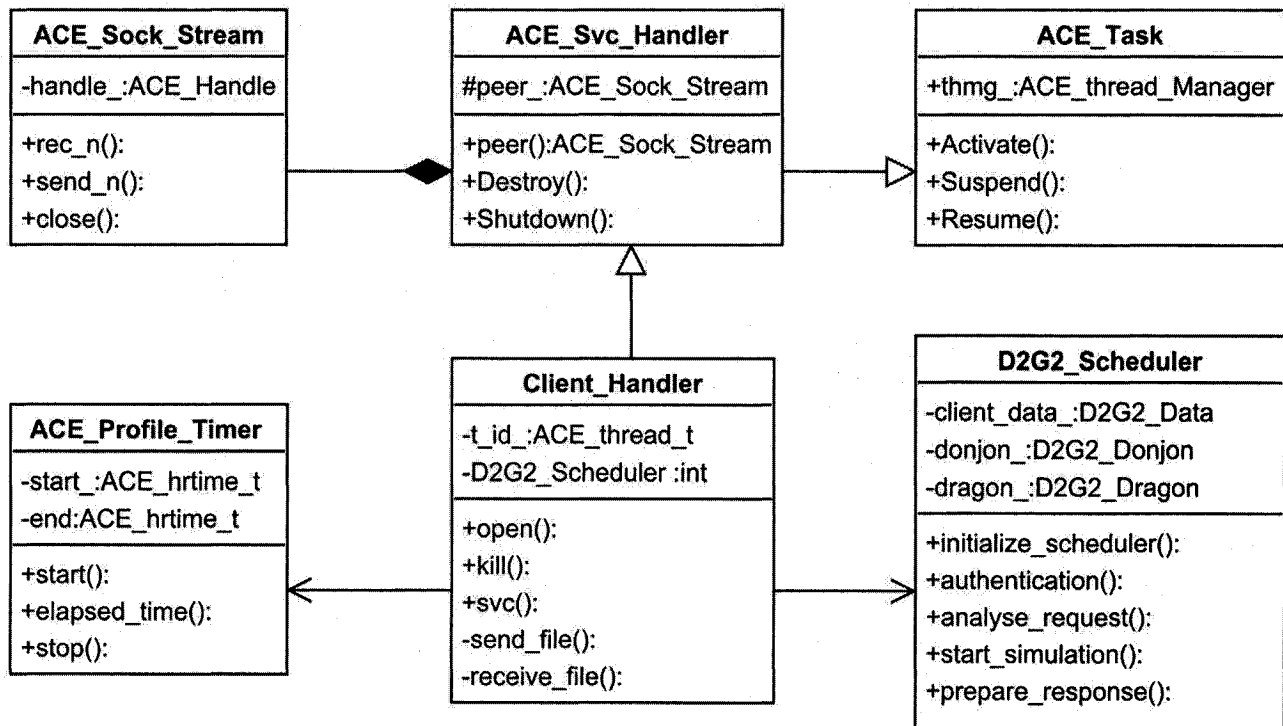 ACE_Sock_Stream
-handle_:ACE_Handle
+rec_n():
+send_n():
+close():
ACE_Svc_Handler
#peer_:ACE_Sock_Stream
+peer():ACE_Sock_Stream
+Destroy():
+Shutdown():
ACE_Task
+thmg_:ACE_thread_Manager
+Activate():
+Suspend():
+Resume():
ACE_Profile_Timer
-start_:ACE_hrtime_t
-end:ACE_hrtime_t
+start():
+elapsed_time():
+stop():
Client_Handler
-t_id_:ACE_thread_t
-D2G2_Scheduler :int
+open():
+kill():
+svc():
-send_file():
-receive_file():
D2G2_Scheduler
-client_data_:D2G2_Data
-donjon_:D2G2_Donjon
-dragon_:D2G2_Dragon
+initialize_scheduler():
+authentication():
+analyse_request():
+start_simulation():
+prepare_response():